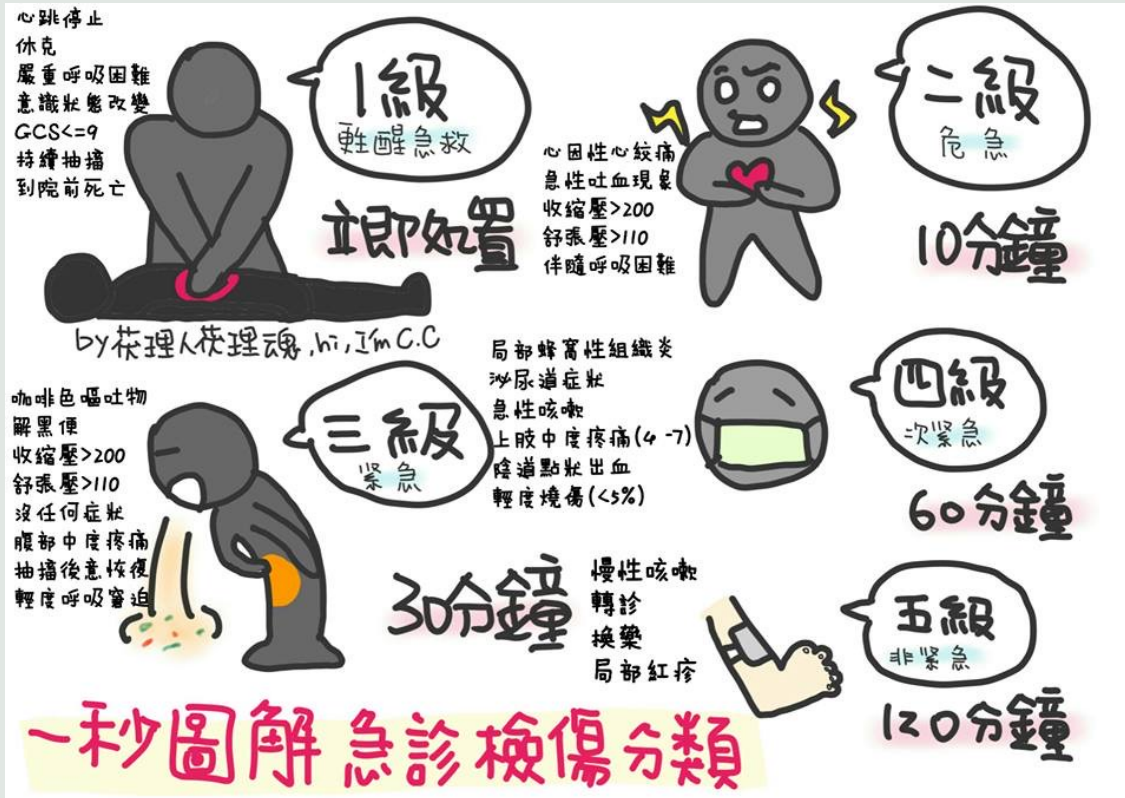 心跳停止
休克
嚴重呼吸困難
意識狀態改變
GCS<=9
持續抽搐
到院前死亡
1級
甦醒急救
立即處置
by 茯理人茯理魂,hi,I'm C.C
心因性心絞痛
急性吐血現象
收縮壓>200
舒張壓>110
伴隨呼吸困難
二級
危急
10分鐘
咖啡色嘔吐物
解黑便
收縮壓>200
舒張壓>110
沒任何症狀
腹部中度疼痛
抽搐後意恢復
輕度呼吸窘迫
三級
緊急
30分鐘
局部蜂窩性組織炎
泌尿道症狀
急性咳嗽
上肢中度疼痛(4-7)
陰道點狀出血
輕度燒傷(<5%)
四級
次緊急
60分鐘
慢性咳嗽
轉診
換藥
局部紅疹
五級
非緊急
120分鐘
一秒圖解急診檢傷分類